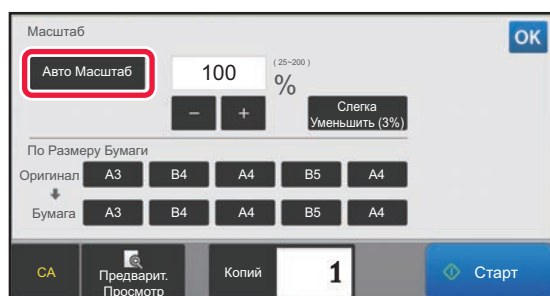 Масштаб
OK
Авто Масштаб
100
(25~200)
%
−
+
Слегка
Уменьшить (3%)
По Размеру Бумаги
Оригинал A3 B4 A4 B5 A4
Бумага A3 B4 A4 B5 A4
CA
Предварит.
Просмотр
Копий
1
Старт